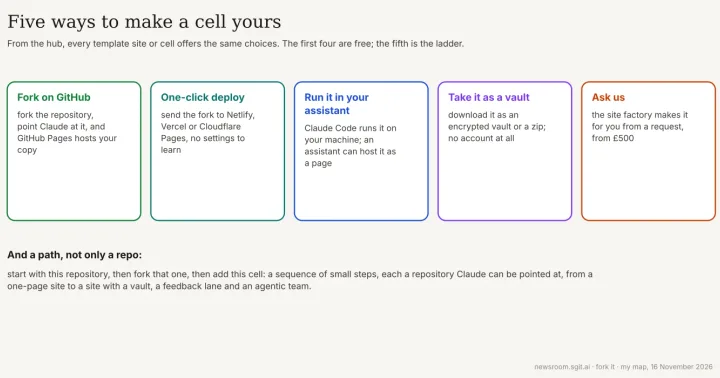 Five ways to make a cell yours
From the hub, every template site or cell offers the same choices. The first four are free; the fifth is the ladder.
Fork on GitHub
fork the repository,
point Claude at it, and
GitHub Pages hosts your
copy
One-click deploy
send the fork to Netlify,
Vercel or Cloudflare
Pages, no settings to
learn
Run it in your
assistant
Claude Code runs it on
your machine; an
assistant can host it as
a page
Take it as a vault
download it as an
encrypted vault or a zip;
no account at all
Ask us
the site factory makes it
for you from a request,
from £500
And a path, not only a repo:
start with this repository, then fork that one, then add this cell: a sequence of small steps, each a repository Claude can be pointed at, from a
one-page site to a site with a vault, a feedback lane and an agentic team.
newsroom.sgit.ai · fork it · my map, 16 November 2026